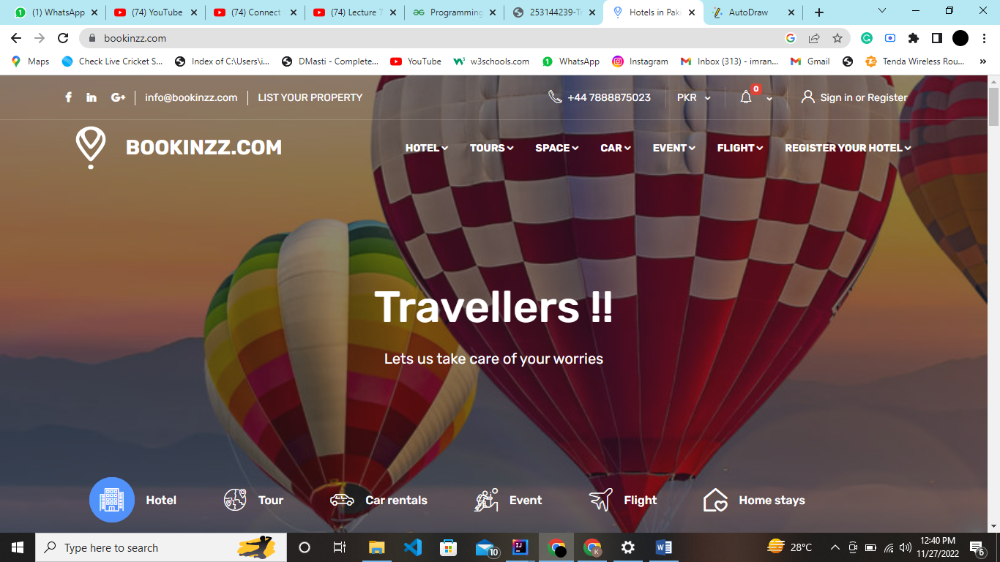 (1) WhatsApp (74) YouTube (74) Connect (74) Lecture 7 Programming 253144239-Tr Hotels in Paki AutoDraw
bookinzz.com
Maps Check Live Cricket S... Index of C:\Users\i... DMasti - Complete... YouTube w3schools.com WhatsApp Instagram Inbox (313) - imran... Gmail Tenda Wireless Rou... »
info@bookinzz.com LIST YOUR PROPERTY +44 7888875023 PKR 0 Sign in or Register
BOOKINZZ.COM HOTEL TOURS SPACE CAR EVENT FLIGHT REGISTER YOUR HOTEL
Travellers !!
Lets us take care of your worries
Hotel Tour Car rentals Event Flight Home stays
Type here to search 10 28°C 12:40 PM
11/27/2022 6